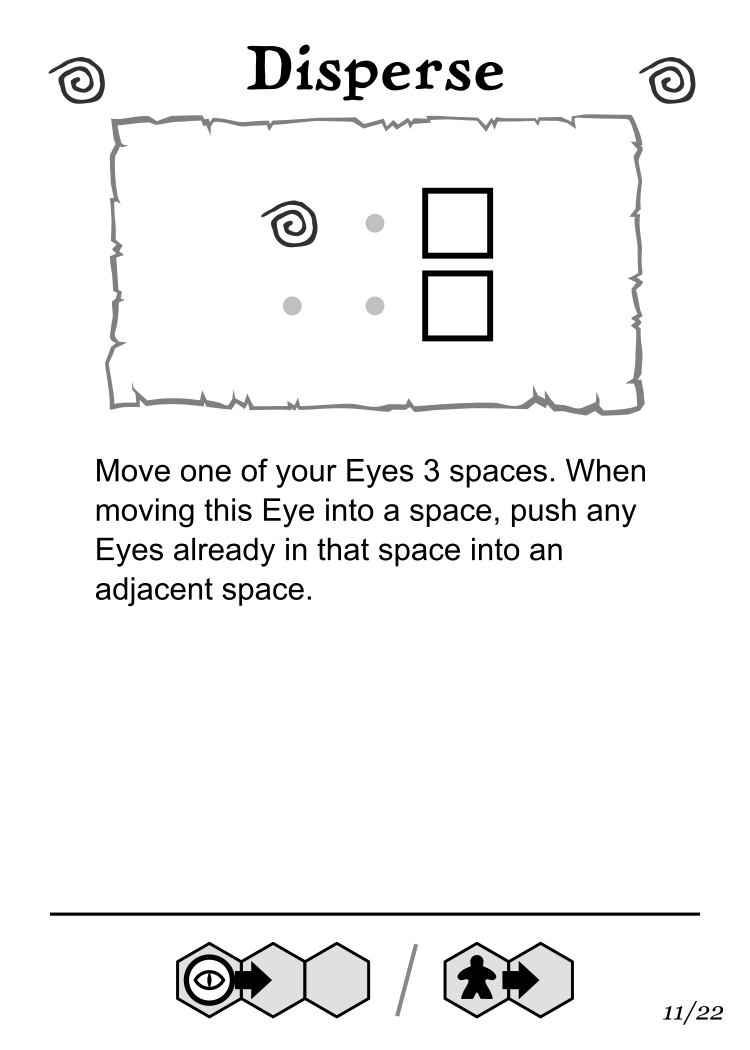 Disperse
Move one of your Eyes 3 spaces. When
moving this Eye into a space, push any
Eyes already in that space into an
adjacent space.
11/22